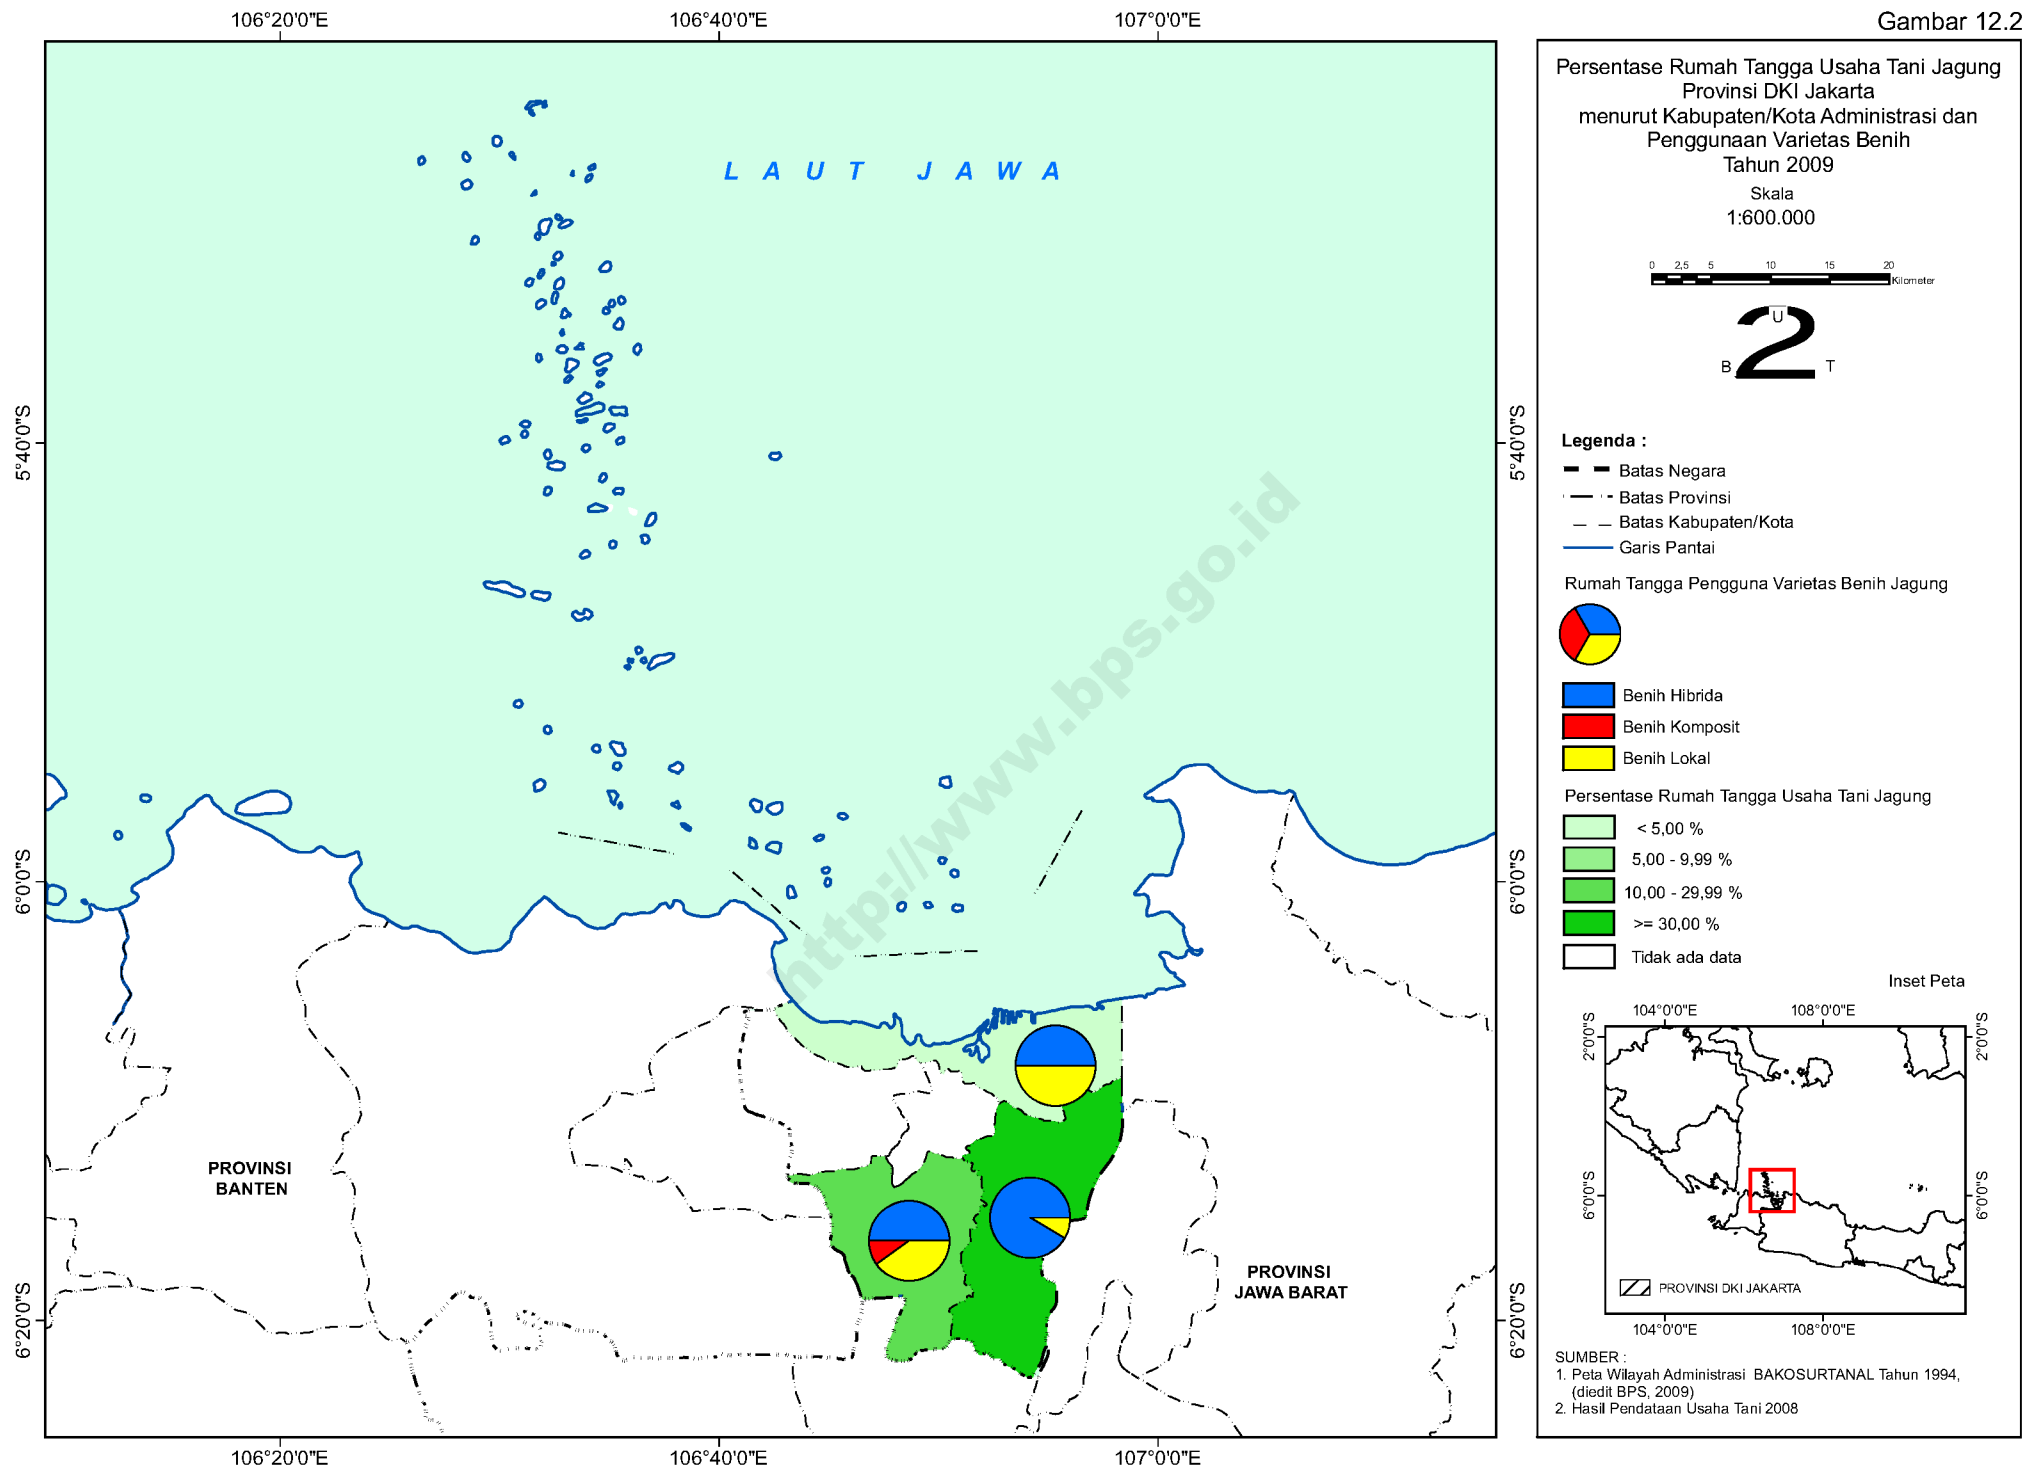 Gambar 12.2
106°20'0"E
106°40'0"E
107°0'0"E
LAUT JAWA
5°40'0"S
6°0'0"S
6°20'0"S
5°40'0"S
6°0'0"S
6°20'0"S
http://www.bps.go.id
PROVINSI
BANTEN
PROVINSI
JAWA BARAT
106°20'0"E
106°40'0"E
107°0'0"E
Persentase Rumah Tangga Usaha Tani Jagung
Provinsi DKI Jakarta
menurut Kabupaten/Kota Administrasi dan
Penggunaan Varietas Benih
Tahun 2009
Skala
1:600.000
0 2,5 5 10 15 20
Kilometer
U
B 2 T
Legenda :
Batas Negara
Batas Provinsi
Batas Kabupaten/Kota
Garis Pantai
Rumah Tangga Pengguna Varietas Benih Jagung
Benih Hibrida
Benih Komposit
Benih Lokal
Persentase Rumah Tangga Usaha Tani Jagung
< 5,00 %
5,00 - 9,99 %
10,00 - 29,99 %
>= 30,00 %
Tidak ada data
Inset Peta
104°0'0"E 108°0'0"E
2°0'0"S 2°0'0"S
6°0'0"S 6°0'0"S
PROVINSI DKI JAKARTA
104°0'0"E 108°0'0"E
SUMBER :
1. Peta Wilayah Administrasi BAKOSURTANAL Tahun 1994,
(diedit BPS, 2009)
2. Hasil Pendataan Usaha Tani 2008